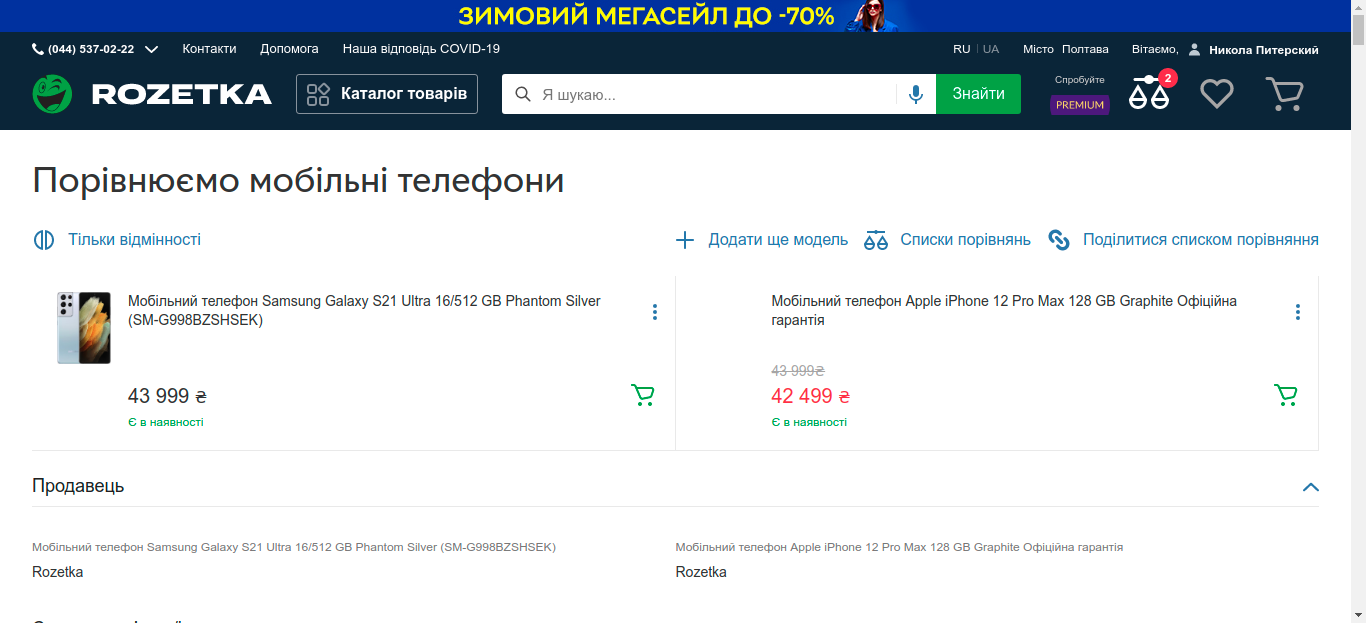 ЗИМОВИЙ МЕГАСЕЙЛ ДО -70%
(044) 537-02-22 Контакти Допомога Наша відповідь COVID-19 RU UA Місто Полтава Вітаємо, Никола Питерский
ROZETKA Каталог товарів Я шукаю... Знайти Спробуйте PREMIUM 2
Порівнюємо мобільні телефони
Тільки відмінності Додати ще модель Списки порівнянь Поділитися списком порівняння
Мобільний телефон Samsung Galaxy S21 Ultra 16/512 GB Phantom Silver
(SM-G998BZSHSEK)
43 999 ₴
Є в наявності
Мобільний телефон Apple iPhone 12 Pro Max 128 GB Graphite Офіційна
гарантія
43 999₴
42 499 ₴
Є в наявності
Продавець
Мобільний телефон Samsung Galaxy S21 Ultra 16/512 GB Phantom Silver (SM-G998BZSHSEK)
Rozetka
Мобільний телефон Apple iPhone 12 Pro Max 128 GB Graphite Офіційна гарантія
Rozetka